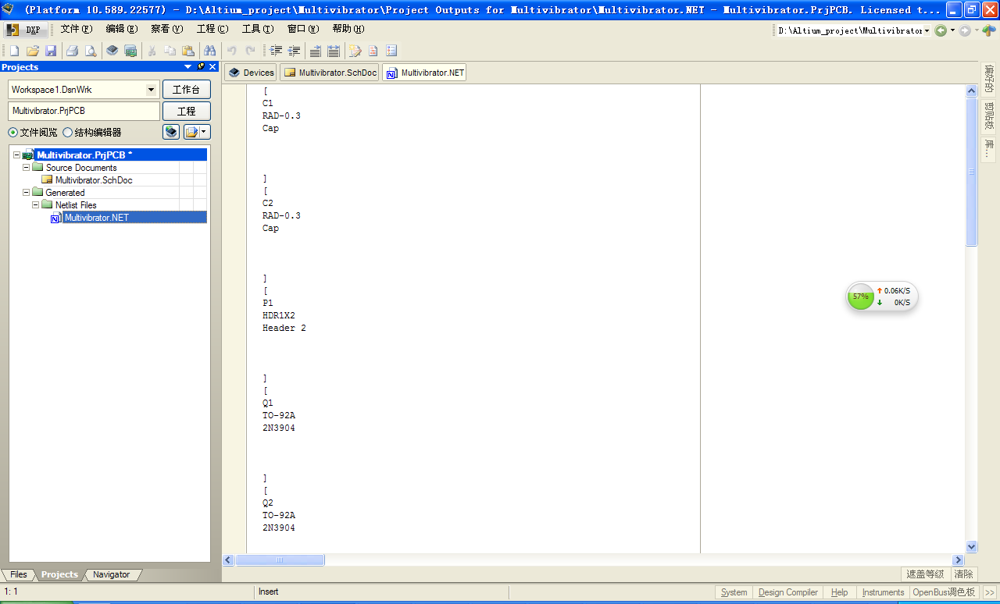 (Platform 10.589.22577) - D:\Altium_project\Multivibrator\Project Outputs for Multivibrator\Multivibrator.NET - Multivibrator.PrjPCB. Licensed t...
DXP 文件(F) 编辑(E) 察看(V) 工程(C) 工具(T) 窗口(W) 帮助(H) D:\Altium_project\Multivibrator
Projects
Workspace1.DsnWrk 工作台
Multivibrator.PrjPCB 工程
文件阅览 结构编辑器
Multivibrator.PrjPCB *
Source Documents
Multivibrator.SchDoc
Generated
Netlist Files
Multivibrator.NET
Files Projects Navigator
Devices Multivibrator.SchDoc Multivibrator.NET
[
C1
RAD-0.3
Cap
]
[
C2
RAD-0.3
Cap
]
[
P1
HDR1X2
Header 2
]
[
Q1
TO-92A
2N3904
]
[
Q2
TO-92A
2N3904
57% 0.06K/S
0K/S
偏好的
库...
遮盖等级 清除
1: 1 Insert System Design Compiler Help Instruments OpenBus调色板 >>